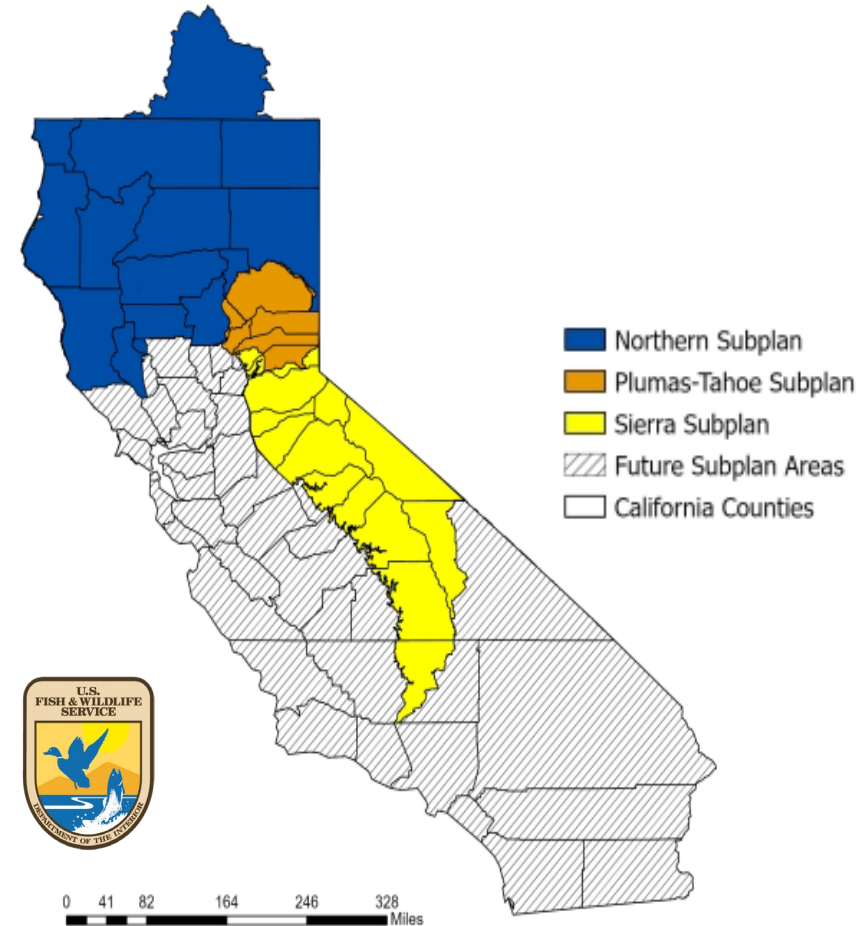 Northern Subplan
Plumas-Tahoe Subplan
Sierra Subplan
Future Subplan Areas
California Counties
U.S.
FISH & WILDLIFE
SERVICE
DEPARTMENT OF THE INTERIOR
0 41 82 164 246 328
Miles